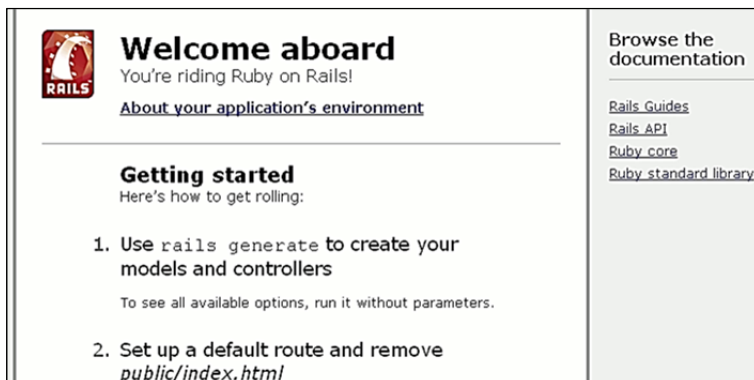 RAILS
Welcome aboard
You're riding Ruby on Rails!
About your application's environment
Getting started
Here's how to get rolling:
1. Use rails generate to create your
models and controllers
To see all available options, run it without parameters.
2. Set up a default route and remove
public/index.html
Browse the
documentation
Rails Guides
Rails API
Ruby core
Ruby standard library